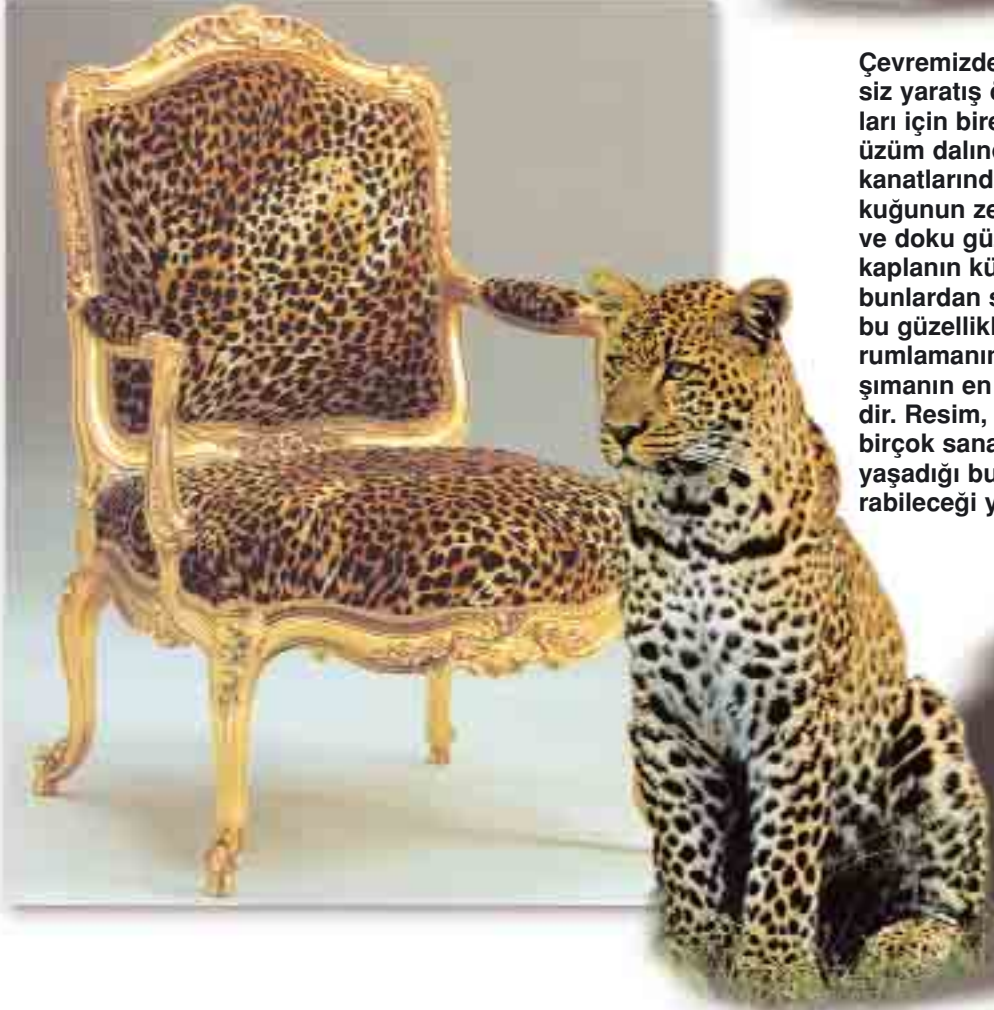 Çevremizde
siz yaratış
ları için bire
üzüm dalın
kanatlarınd
kuğunun ze
ve doku gü
kaplanın kü
bunlardan s
bu güzellikl
rumlamanın
şımanın en
dir. Resim,
birçok sana
yaşadığı bu
rabileceği y